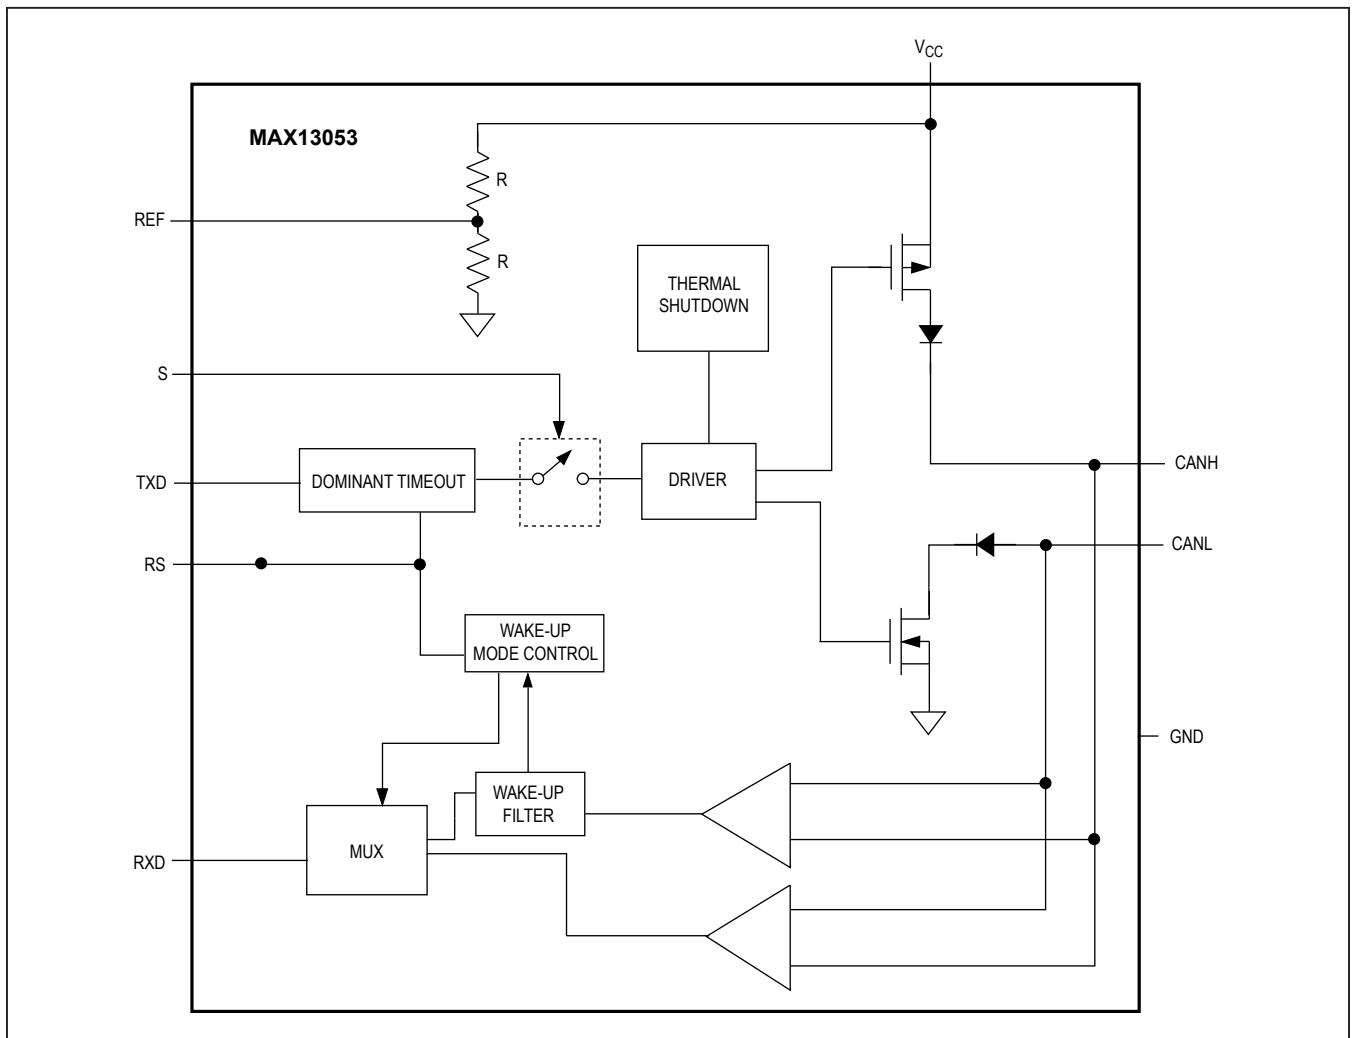 VCC
MAX13053
R
REF
R
THERMAL
SHUTDOWN
S
DOMINANT TIMEOUT
DRIVER
TXD
CANH
CANL
RS
WAKE-UP
MODE CONTROL
GND
WAKE-UP
FILTER
MUX
RXD